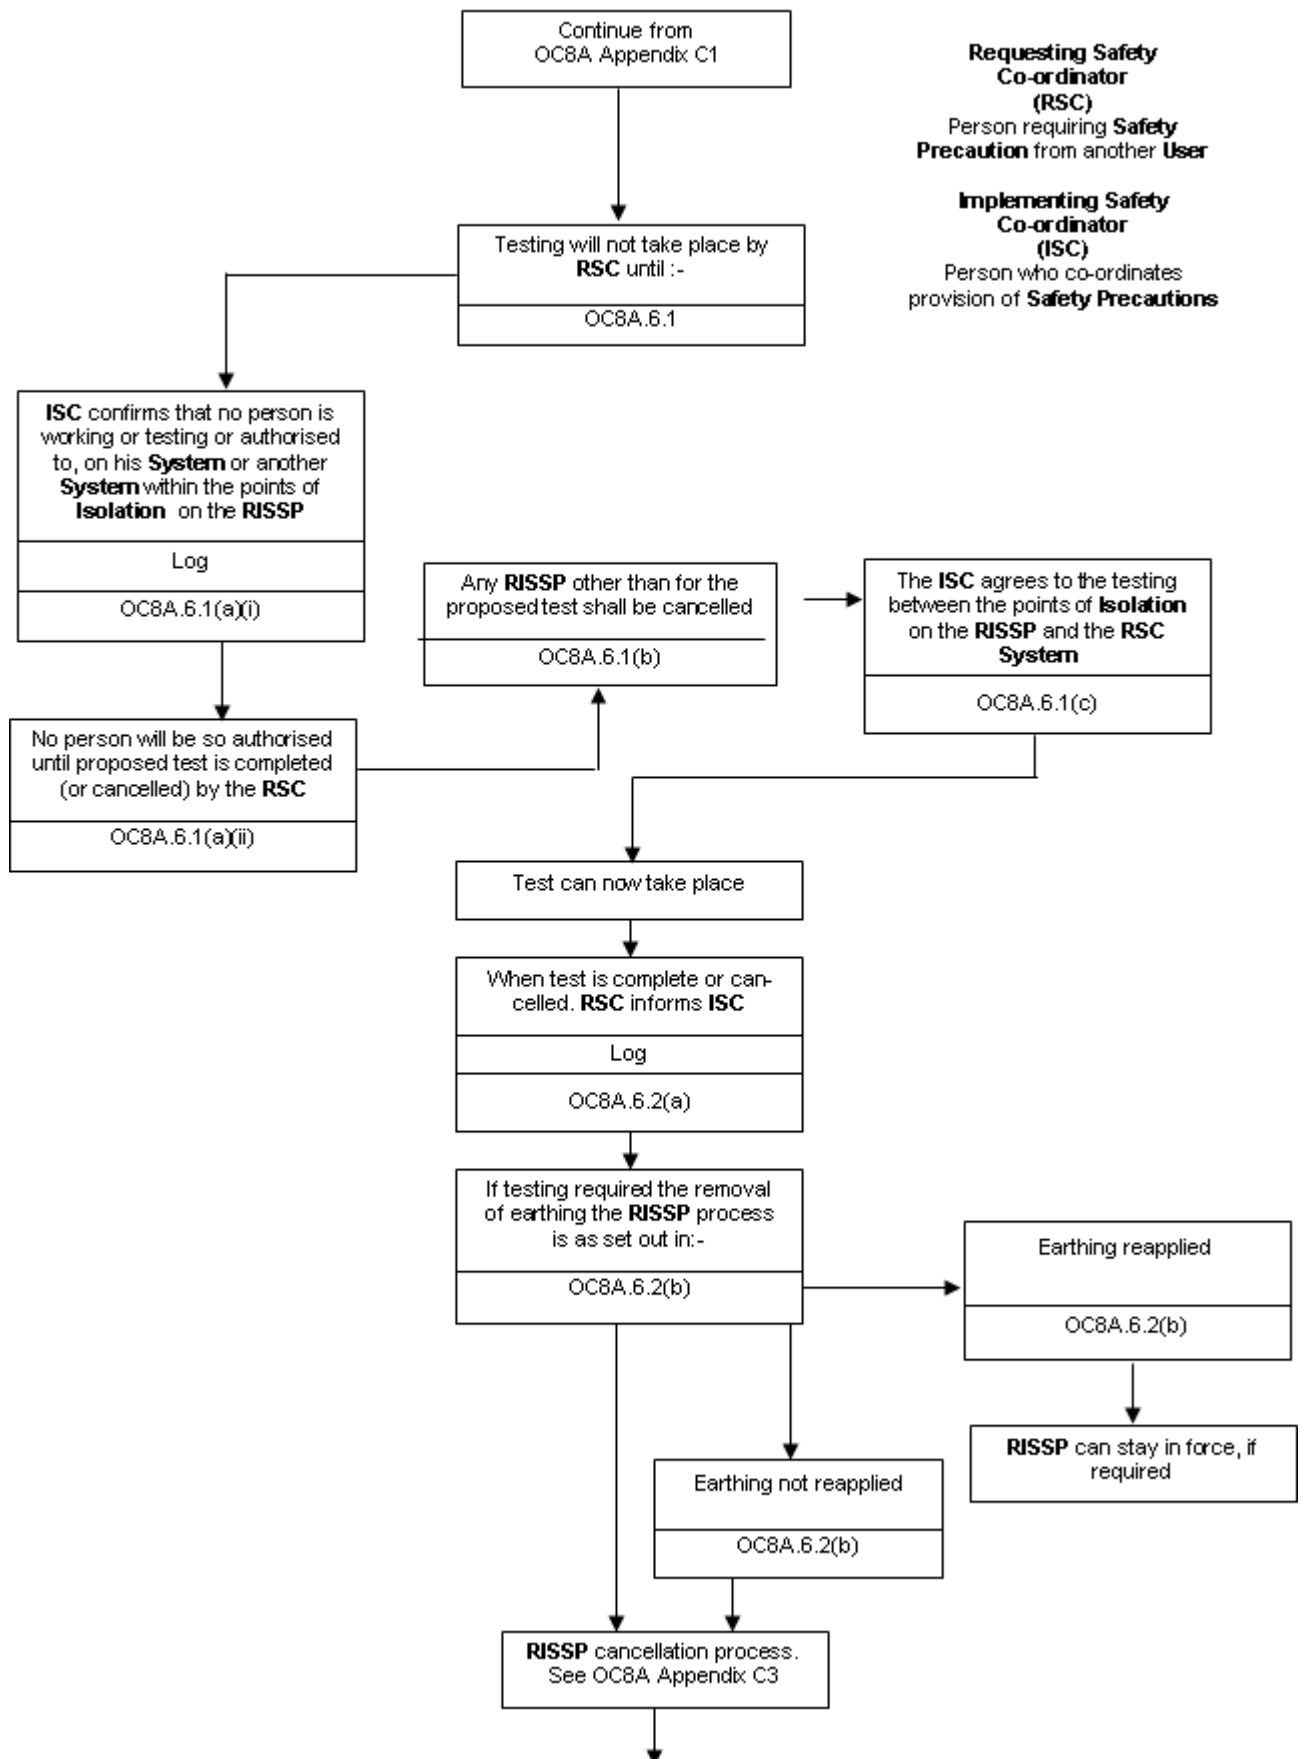 Continue from
OC8A Appendix C1
Requesting Safety
Co-ordinator
(RSC)
Person requiring Safety
Precaution from another User
Implementing Safety
Co-ordinator
(ISC)
Person who co-ordinates
provision of Safety Precautions
Testing will not take place by
RSC until :-
OC8A.6.1
ISC confirms that no person is
working or testing or authorised
to, on his System or another
System within the points of
Isolation on the RISSP
Log
OC8A.6.1(a)(i)
No person will be so authorised
until proposed test is completed
(or cancelled) by the RSC
OC8A.6.1(a)(ii)
Any RISSP other than for the
proposed test shall be cancelled
OC8A.6.1(b)
The ISC agrees to the testing
between the points of Isolation
on the RISSP and the RSC
System
OC8A.6.1(c)
Test can now take place
When test is complete or can-
celled. RSC informs ISC
Log
OC8A.6.2(a)
If testing required the removal
of earthing the RISSP process
is as set out in:-
OC8A.6.2(b)
Earthing reapplied
OC8A.6.2(b)
RISSP can stay in force, if
required
Earthing not reapplied
OC8A.6.2(b)
RISSP cancellation process.
See OC8A Appendix C3